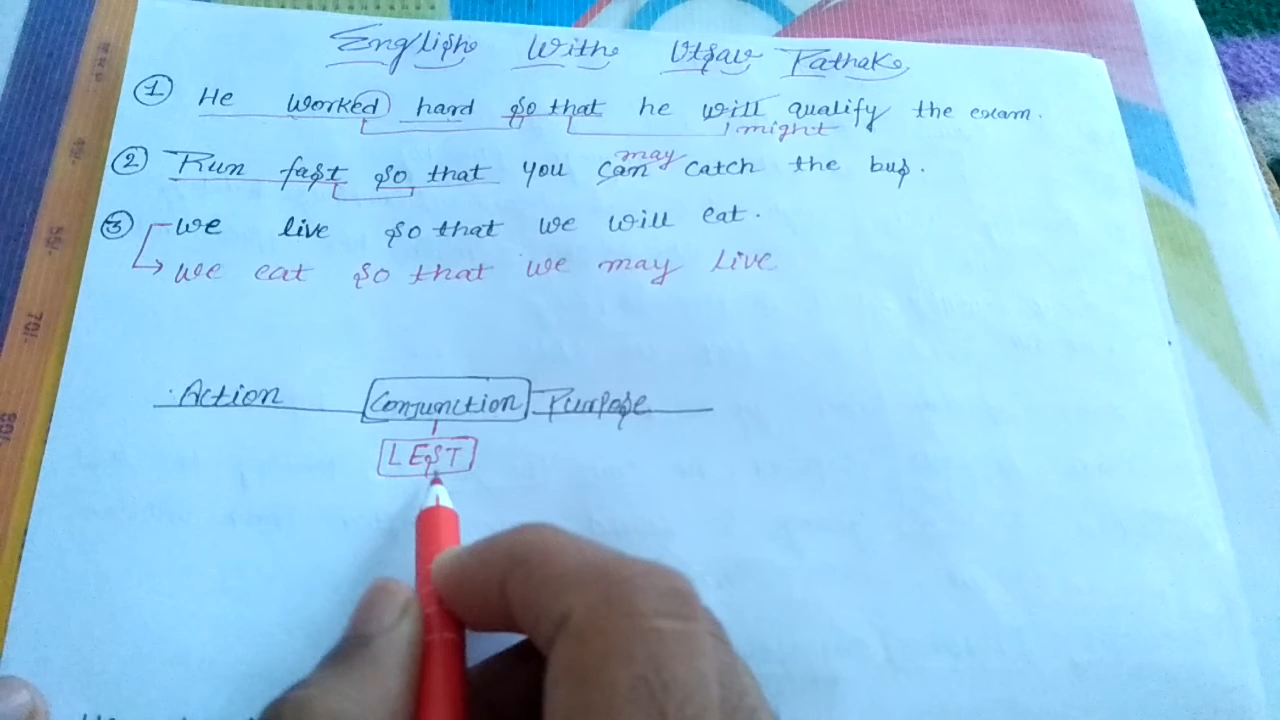 English With Utsav Pathak
① He worked hard so that he will qualify the exam.
might
② Run fast so that you can catch the bus.
may
③ We live so that we will eat.
We eat so that we may live
Action Conjunction Purpose
LEST
70/-